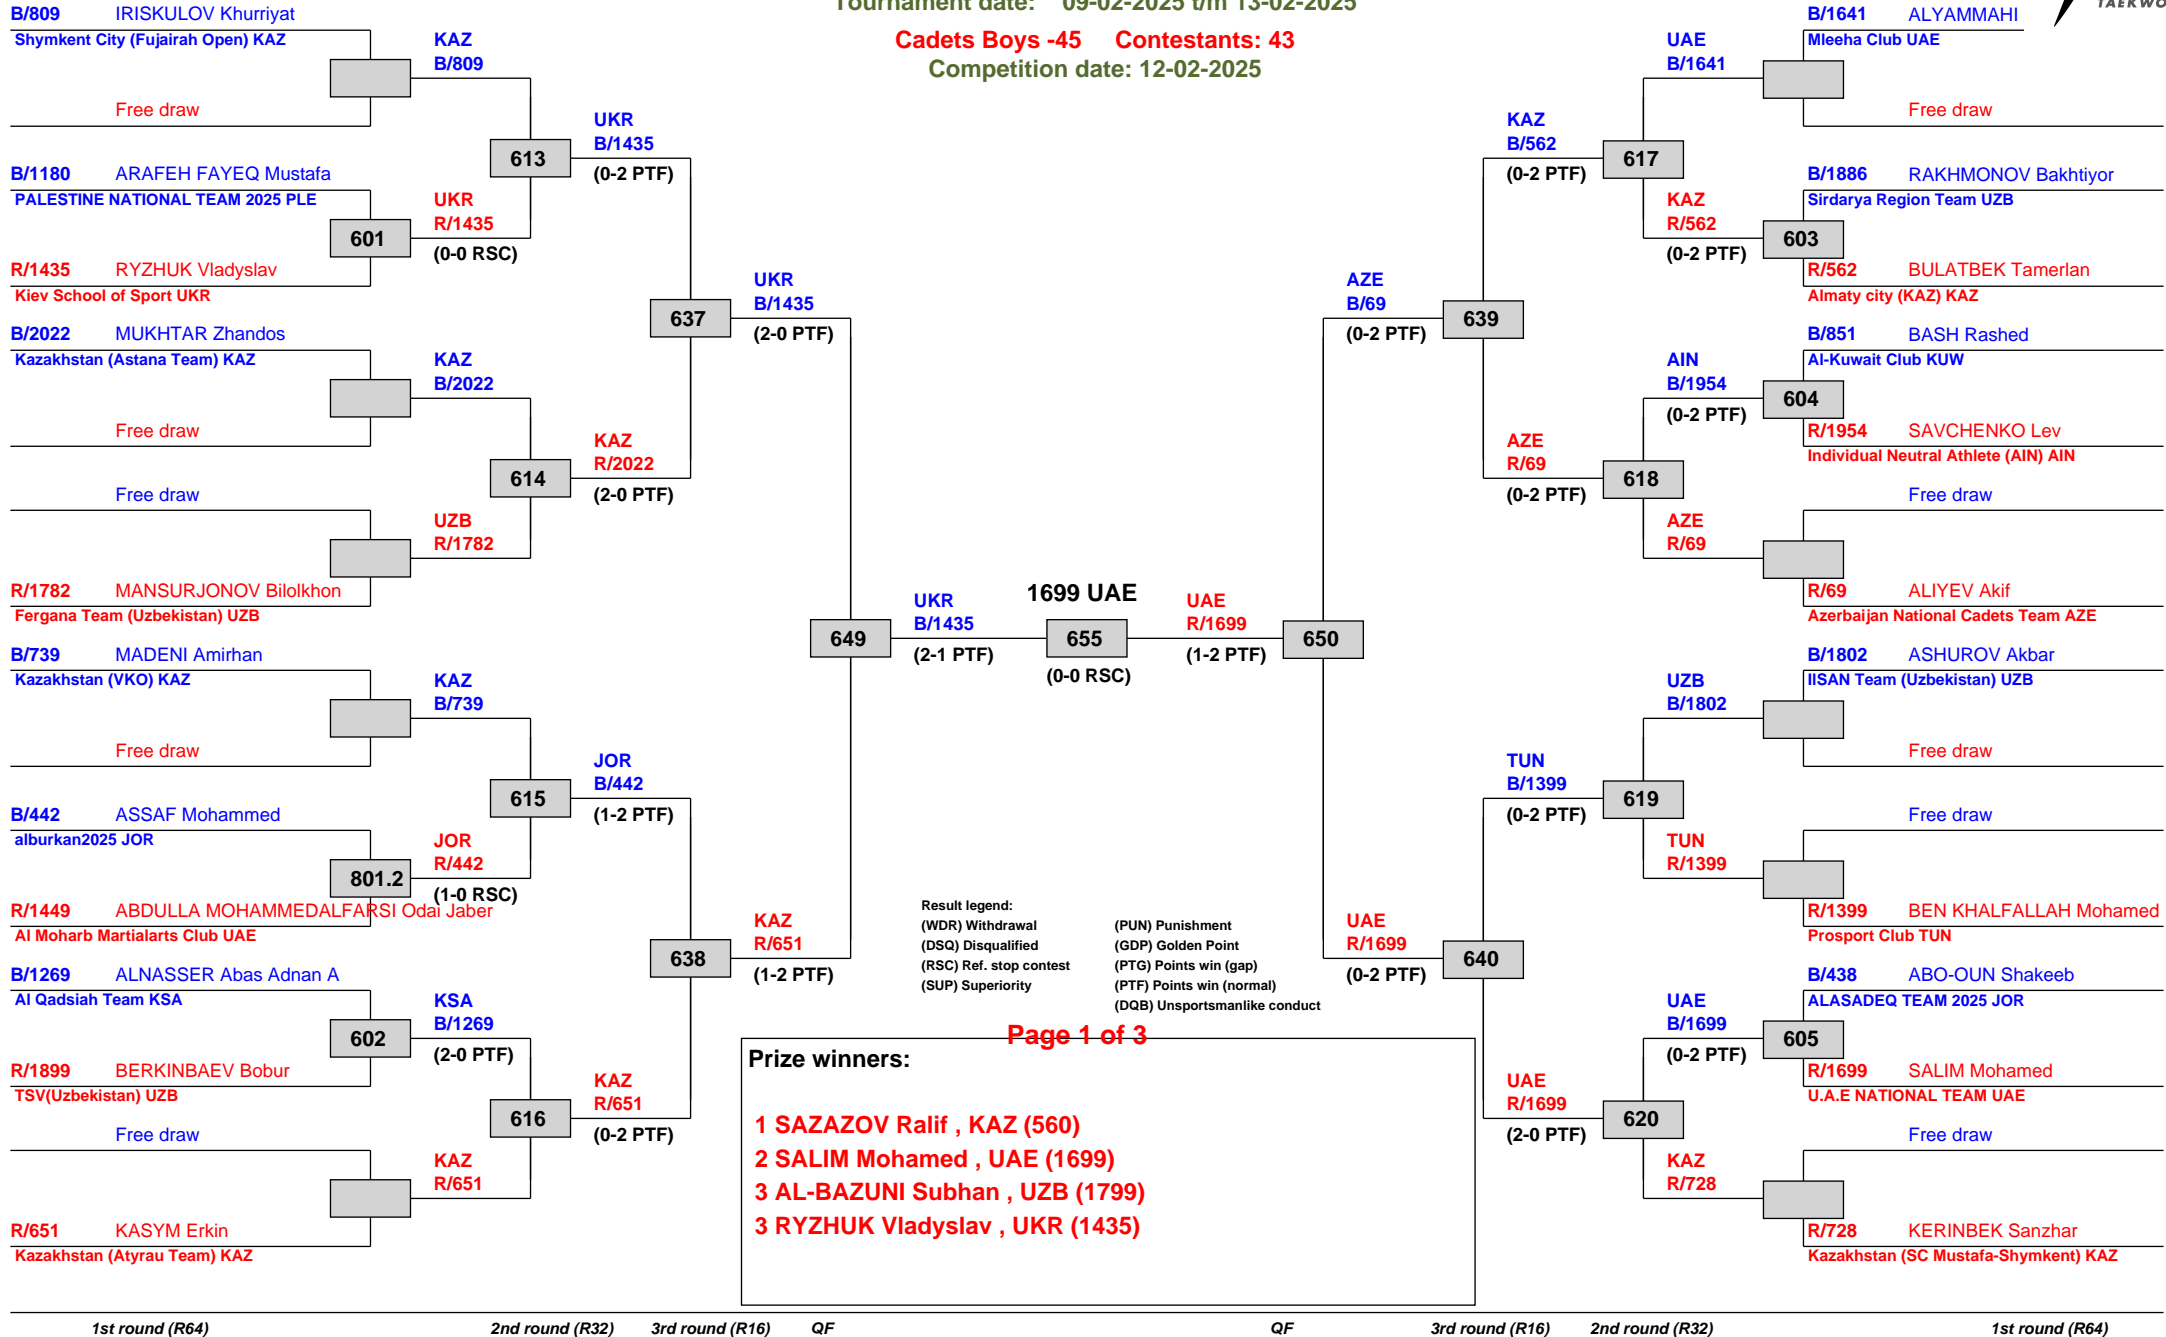 Tournament date: 09-02-2025 t/m 13-02-2025
Cadets Boys -45 Contestants: 43
Competition date: 12-02-2025
B/809 IRISKULOV Khurriyat
Shymkent City (Fujairah Open) KAZ
Free draw
B/1180 ARAFEH FAYEQ Mustafa
PALESTINE NATIONAL TEAM 2025 PLE
601
R/1435 RYZHUK Vladyslav
Kiev School of Sport UKR
B/2022 MUKHTAR Zhandos
Kazakhstan (Astana Team) KAZ
Free draw
Free draw
R/1782 MANSURJONOV Bilolkhon
Fergana Team (Uzbekistan) UZB
B/739 MADENI Amirhan
Kazakhstan (VKO) KAZ
Free draw
B/442 ASSAF Mohammed
alburkan2025 JOR
801.2
R/1449 ABDULLA MOHAMMEDALFARSI Odai Jaber
Al Moharb Martialarts Club UAE
B/1269 ALNASSER Abas Adnan A
Al Qadsiah Team KSA
602
R/1899 BERKINBAEV Bobur
TSV(Uzbekistan) UZB
Free draw
R/651 KASYM Erkin
Kazakhstan (Atyrau Team) KAZ
KAZ
B/809
613
UKR
R/1435
(0-0 RSC)
KAZ
B/2022
614
UZB
R/1782
KAZ
B/739
615
JOR
R/442
(1-0 RSC)
KSA
B/1269
(2-0 PTF)
616
KAZ
R/651
UKR
B/1435
(0-2 PTF)
637
KAZ
R/2022
(2-0 PTF)
JOR
B/442
(1-2 PTF)
638
KAZ
R/651
(0-2 PTF)
UKR
B/1435
(2-0 PTF)
649
KAZ
R/651
(1-2 PTF)
UKR
B/1435
(2-1 PTF)
1699 UAE
655
(0-0 RSC)
UAE
R/1699
(1-2 PTF)
650
AZE
B/69
(0-2 PTF)
UAE
R/1699
(0-2 PTF)
KAZ
B/562
(0-2 PTF)
639
AZE
R/69
(0-2 PTF)
TUN
B/1399
(0-2 PTF)
640
UAE
R/1699
(2-0 PTF)
UAE
B/1641
617
KAZ
R/562
(0-2 PTF)
AIN
B/1954
(0-2 PTF)
618
AZE
R/69
UZB
B/1802
619
TUN
R/1399
UAE
B/1699
(0-2 PTF)
620
KAZ
R/728
B/1641 ALYAMMAHI
Mleeha Club UAE
Free draw
B/1886 RAKHMONOV Bakhtiyor
Sirdarya Region Team UZB
603
R/562 BULATBEK Tamerlan
Almaty city (KAZ) KAZ
B/851 BASH Rashed
Al-Kuwait Club KUW
604
R/1954 SAVCHENKO Lev
Individual Neutral Athlete (AIN) AIN
Free draw
R/69 ALIYEV Akif
Azerbaijan National Cadets Team AZE
B/1802 ASHUROV Akbar
IISAN Team (Uzbekistan) UZB
Free draw
Free draw
R/1399 BEN KHALFALLAH Mohamed
Prosport Club TUN
B/438 ABO-OUN Shakeeb
ALASADEQ TEAM 2025 JOR
605
R/1699 SALIM Mohamed
U.A.E NATIONAL TEAM UAE
Free draw
R/728 KERINBEK Sanzhar
Kazakhstan (SC Mustafa-Shymkent) KAZ
Result legend:
(WDR) Withdrawal (PUN) Punishment
(DSQ) Disqualified (GDP) Golden Point
(RSC) Ref. stop contest (PTG) Points win (gap)
(SUP) Superiority (PTF) Points win (normal)
(DQB) Unsportsmanlike conduct
Page 1 of 3
Prize winners:
1 SAZAZOV Ralif , KAZ (560)
2 SALIM Mohamed , UAE (1699)
3 AL-BAZUNI Subhan , UZB (1799)
3 RYZHUK Vladyslav , UKR (1435)
1st round (R64) 2nd round (R32) 3rd round (R16) QF QF 3rd round (R16) 2nd round (R32) 1st round (R64)